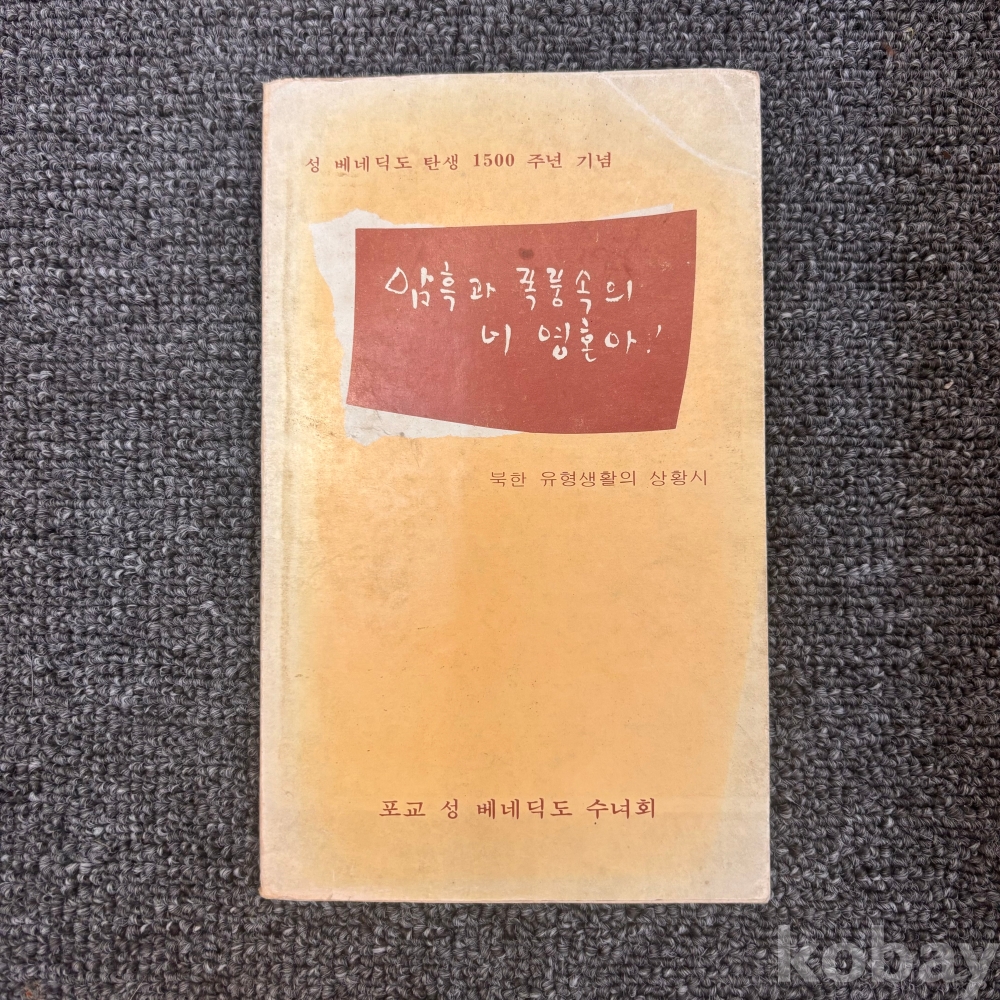 성 베네딕도 탄생 1500 주년 기념
암흑과 폭풍속의
네 영혼아!
북한 유형생활의 상황시
포교 성 베네딕도 수녀회
kobay